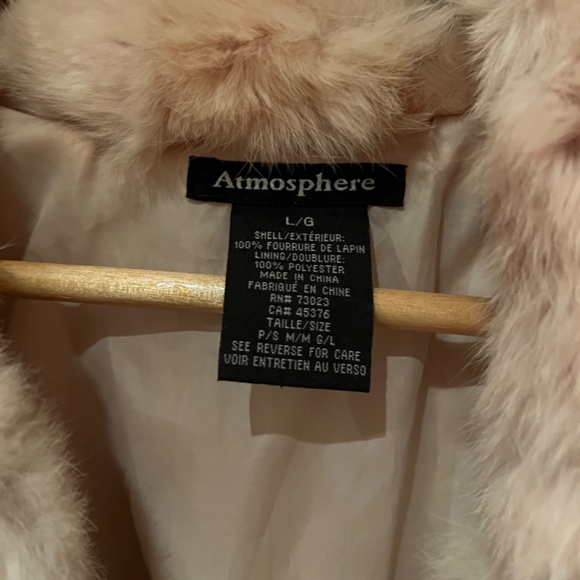 Atmosphere
L/G
SHELL/EXTÉRIEUR:
100% FOURRURE DE LAPIN
LINING/DOUBLURE:
100% POLYESTER
MADE IN CHINA
FABRIQUÉ EN CHINE
RN# 73023
CA# 45376
TAILLE/SIZE
P/S M/M G/L
SEE REVERSE FOR CARE
VOIR ENTRETIEN AU VERSO